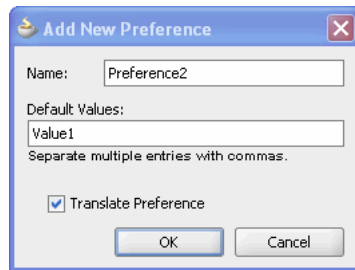 Add New Preference
Name: Preference2
Default Values:
Value1
Separate multiple entries with commas.
Translate Preference
OK Cancel